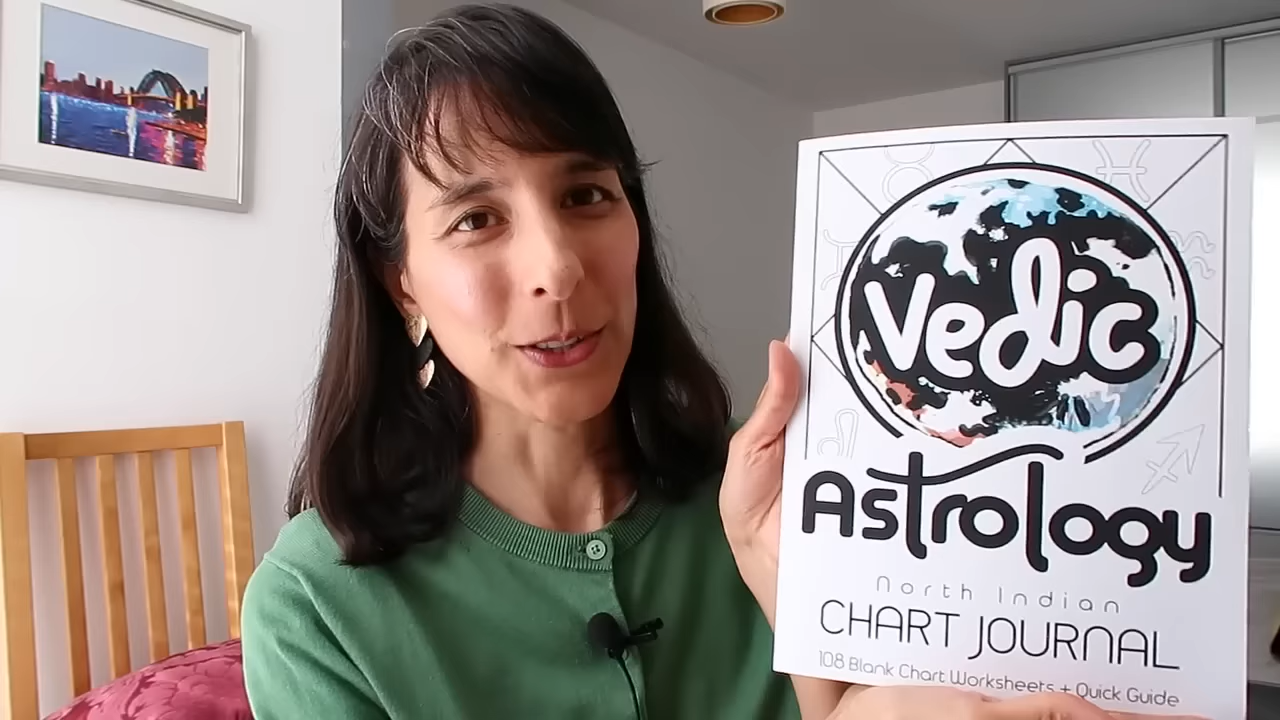 Vedic
Astrology
North Indian
CHART JOURNAL
108 Blank Chart Worksheets + Quick Guide